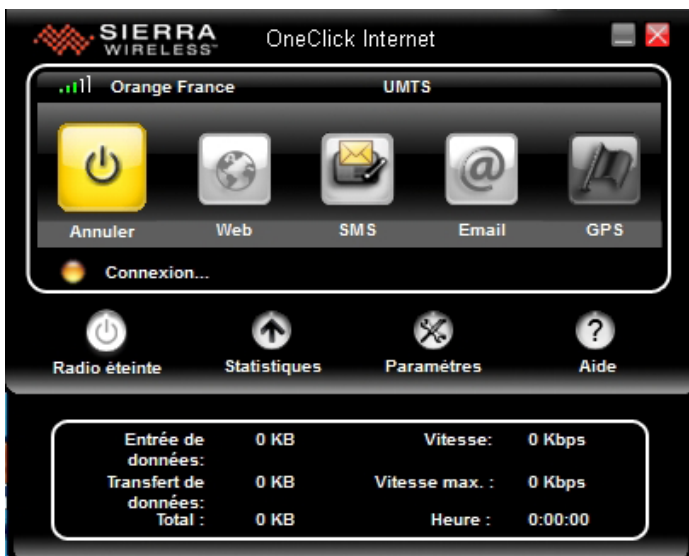 SIERRA
WIRELESS™
OneClick Internet
Orange France UMTS
Annuler Web SMS Email GPS
Connexion...
Radio éteinte Statistiques Paramètres Aide
Entrée de données: 0 KB Vitesse: 0 Kbps
Transfert de données: 0 KB Vitesse max. : 0 Kbps
Total : 0 KB Heure : 0:00:00